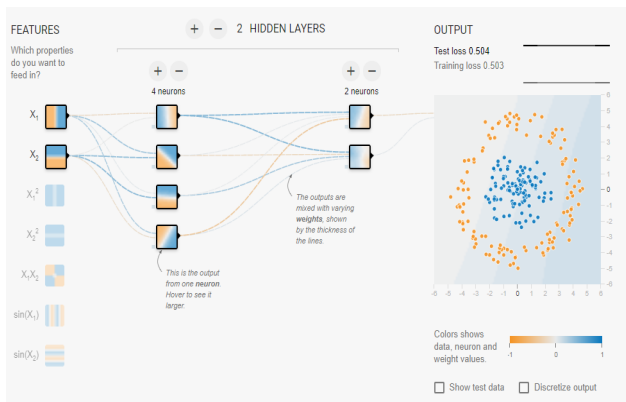 FEATURES
+ − 2 HIDDEN LAYERS
OUTPUT
Which properties
do you want to
feed in?
Test loss 0.504
Training loss 0.503
+ −
+ −
4 neurons
2 neurons
X₁
X₂
X₁²
X₂²
X₁X₂
sin(X₁)
sin(X₂)
The outputs are
mixed with varying
weights, shown
by the thickness of
the lines.
This is the output
from one neuron.
Hover to see it
larger.
6
5
4
3
2
1
0
-1
-2
-3
-4
-5
-6
-6 -5 -4 -3 -2 -1 0 1 2 3 4 5 6
Colors shows
data, neuron and
weight values.
-1 0 1
Show test data
Discretize output